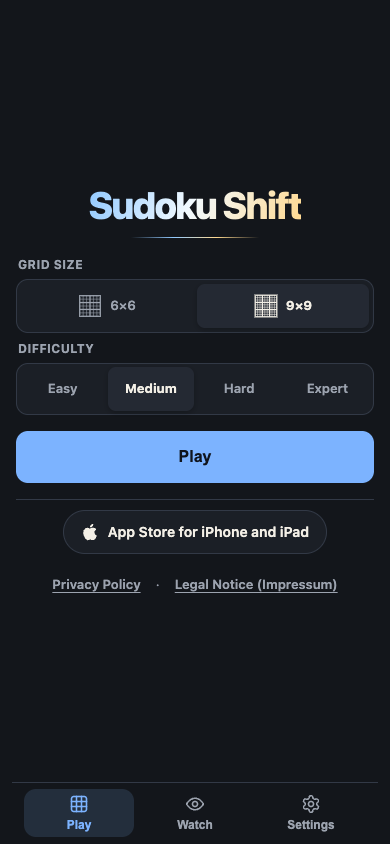 Sudoku Shift
GRID SIZE
6×6 9×9
DIFFICULTY
Easy Medium Hard Expert
Play
App Store for iPhone and iPad
Privacy Policy · Legal Notice (Impressum)
Play Watch Settings